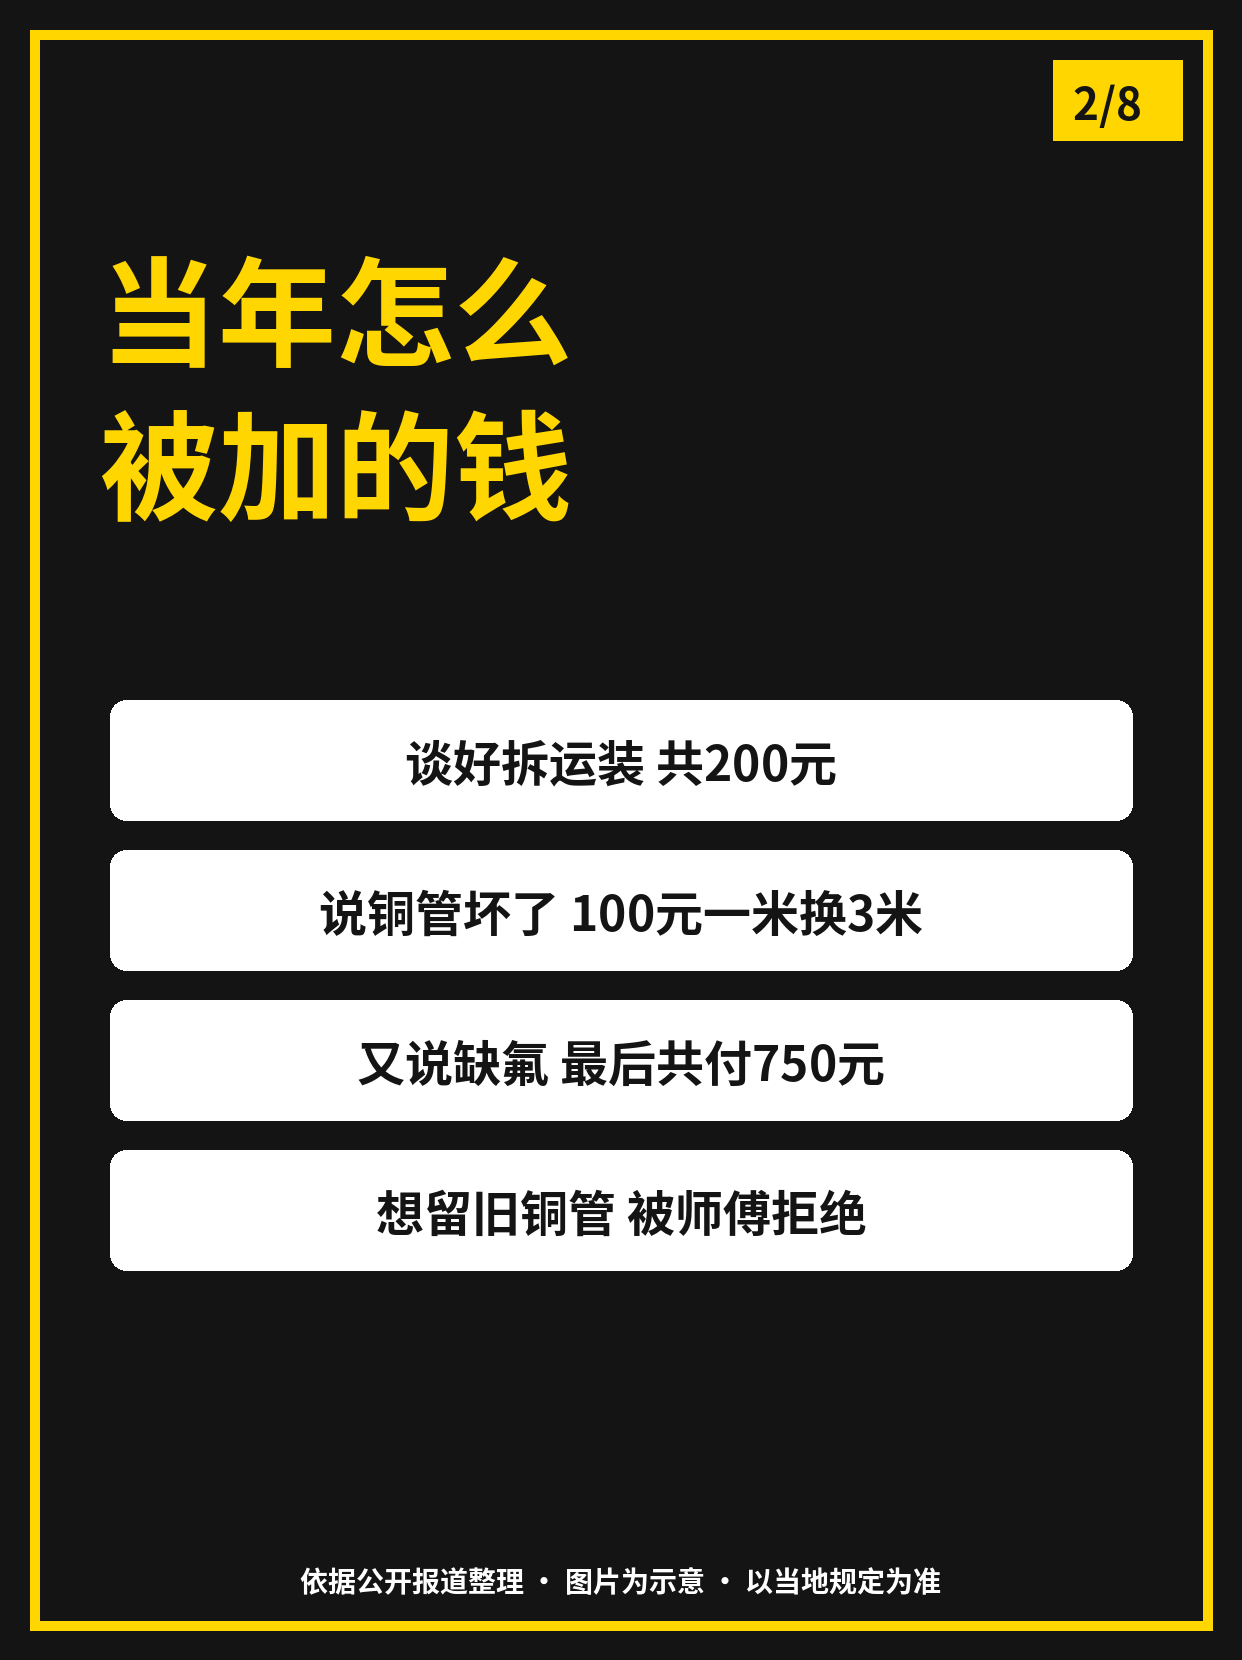 2/8
当年怎么
被加的钱
谈好拆运装 共200元
说铜管坏了 100元一米换3米
又说缺氟 最后共付750元
想留旧铜管 被师傅拒绝
依据公开报道整理 · 图片为示意 · 以当地规定为准